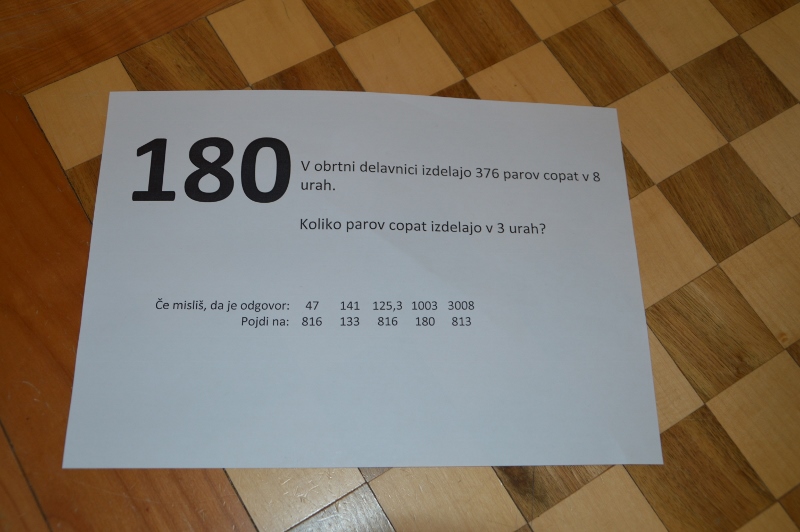 180
V obrtni delavnici izdelajo 376 parov copat v 8
urah.
Koliko parov copat izdelajo v 3 urah?
Če misliš, da je odgovor: 47 141 125,3 1003 3008
Pojdi na: 816 133 816 180 813